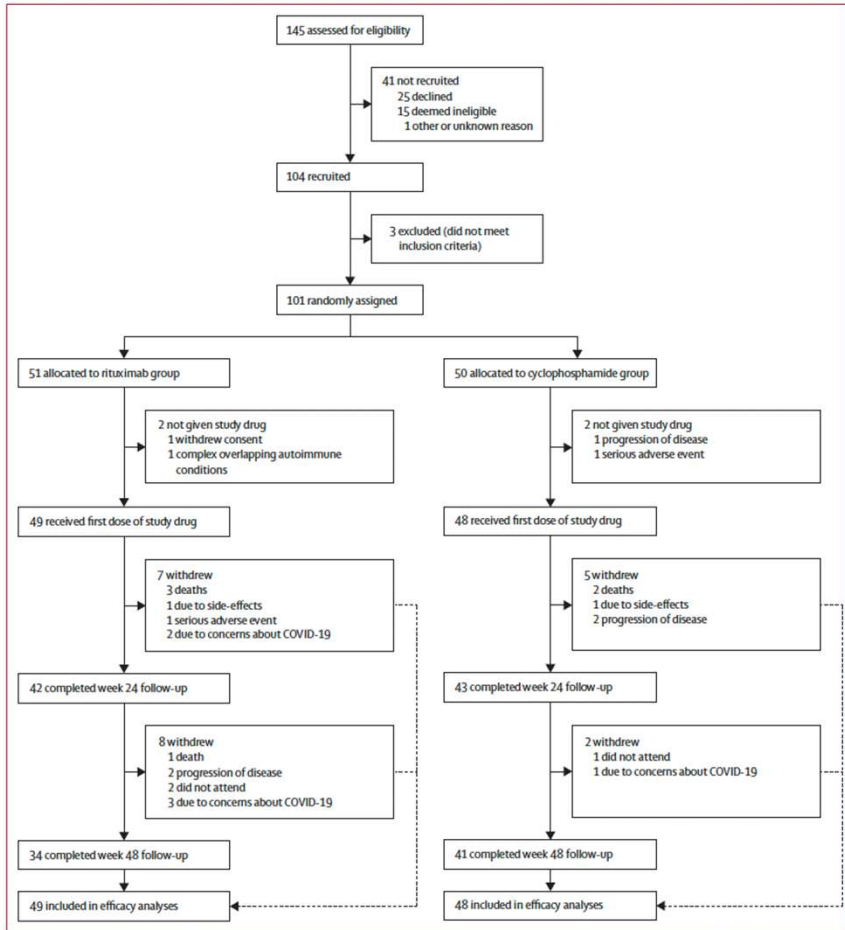 145 assessed for eligibility
41 not recruited
25 declined
15 deemed ineligible
1 other or unknown reason
104 recruited
3 excluded (did not meet
inclusion criteria)
101 randomly assigned
51 allocated to rituximab group
50 allocated to cyclophosphamide group
2 not given study drug
1 withdrew consent
1 complex overlapping autoimmune
conditions
2 not given study drug
1 progression of disease
1 serious adverse event
49 received first dose of study drug
48 received first dose of study drug
7 withdrew
3 deaths
1 due to side-effects
1 serious adverse event
2 due to concerns about COVID-19
5 withdrew
2 deaths
1 due to side-effects
2 progression of disease
42 completed week 24 follow-up
43 completed week 24 follow-up
8 withdrew
1 death
2 progression of disease
2 did not attend
3 due to concerns about COVID-19
2 withdrew
1 did not attend
1 due to concerns about COVID-19
34 completed week 48 follow-up
41 completed week 48 follow-up
49 included in efficacy analyses
48 included in efficacy analyses